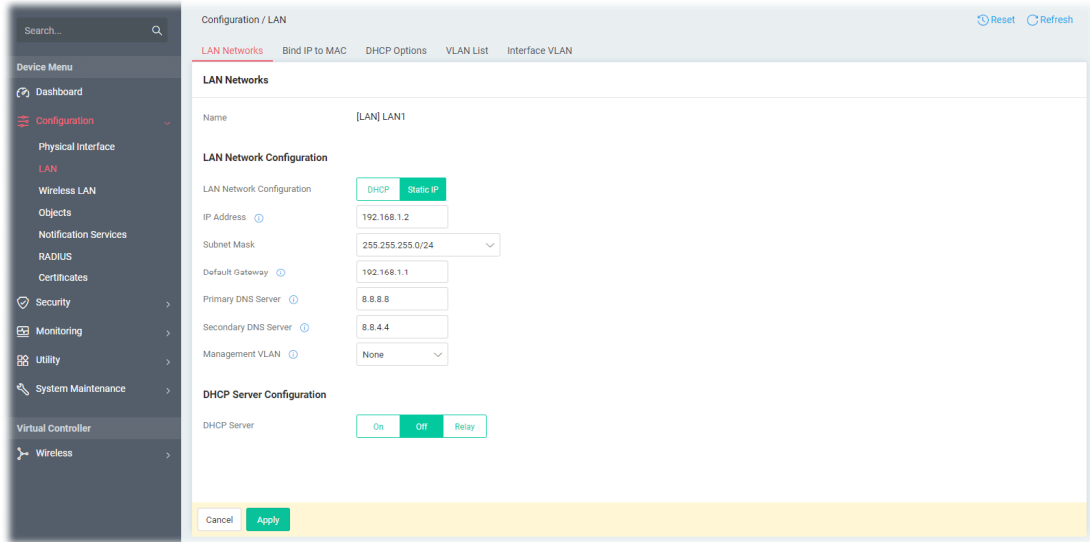 Search...
Device Menu
Dashboard
Configuration
Physical Interface
LAN
Wireless LAN
Objects
Notification Services
RADIUS
Certificates
Security
Monitoring
Utility
System Maintenance
Virtual Controller
Wireless
Configuration / LAN
Reset Refresh
LAN Networks Bind IP to MAC DHCP Options VLAN List Interface VLAN
LAN Networks
Name [LAN] LAN1
LAN Network Configuration
LAN Network Configuration DHCP Static IP
IP Address 192.168.1.2
Subnet Mask 255.255.255.0/24
Default Gateway 192.168.1.1
Primary DNS Server 8.8.8.8
Secondary DNS Server 8.8.4.4
Management VLAN None
DHCP Server Configuration
DHCP Server On Off Relay
Cancel Apply